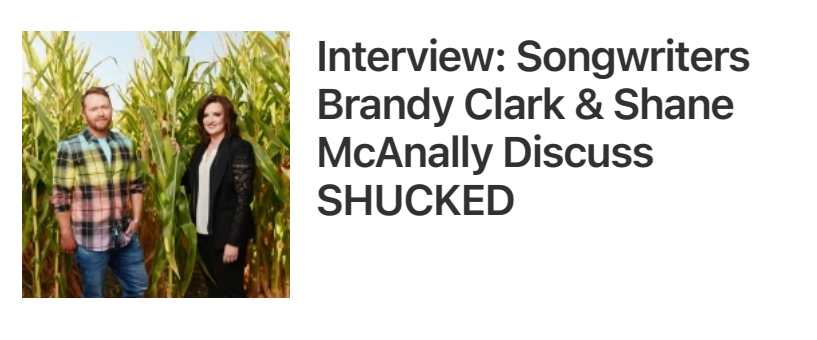 Interview: Songwriters
Brandy Clark & Shane
McAnally Discuss
SHUCKED